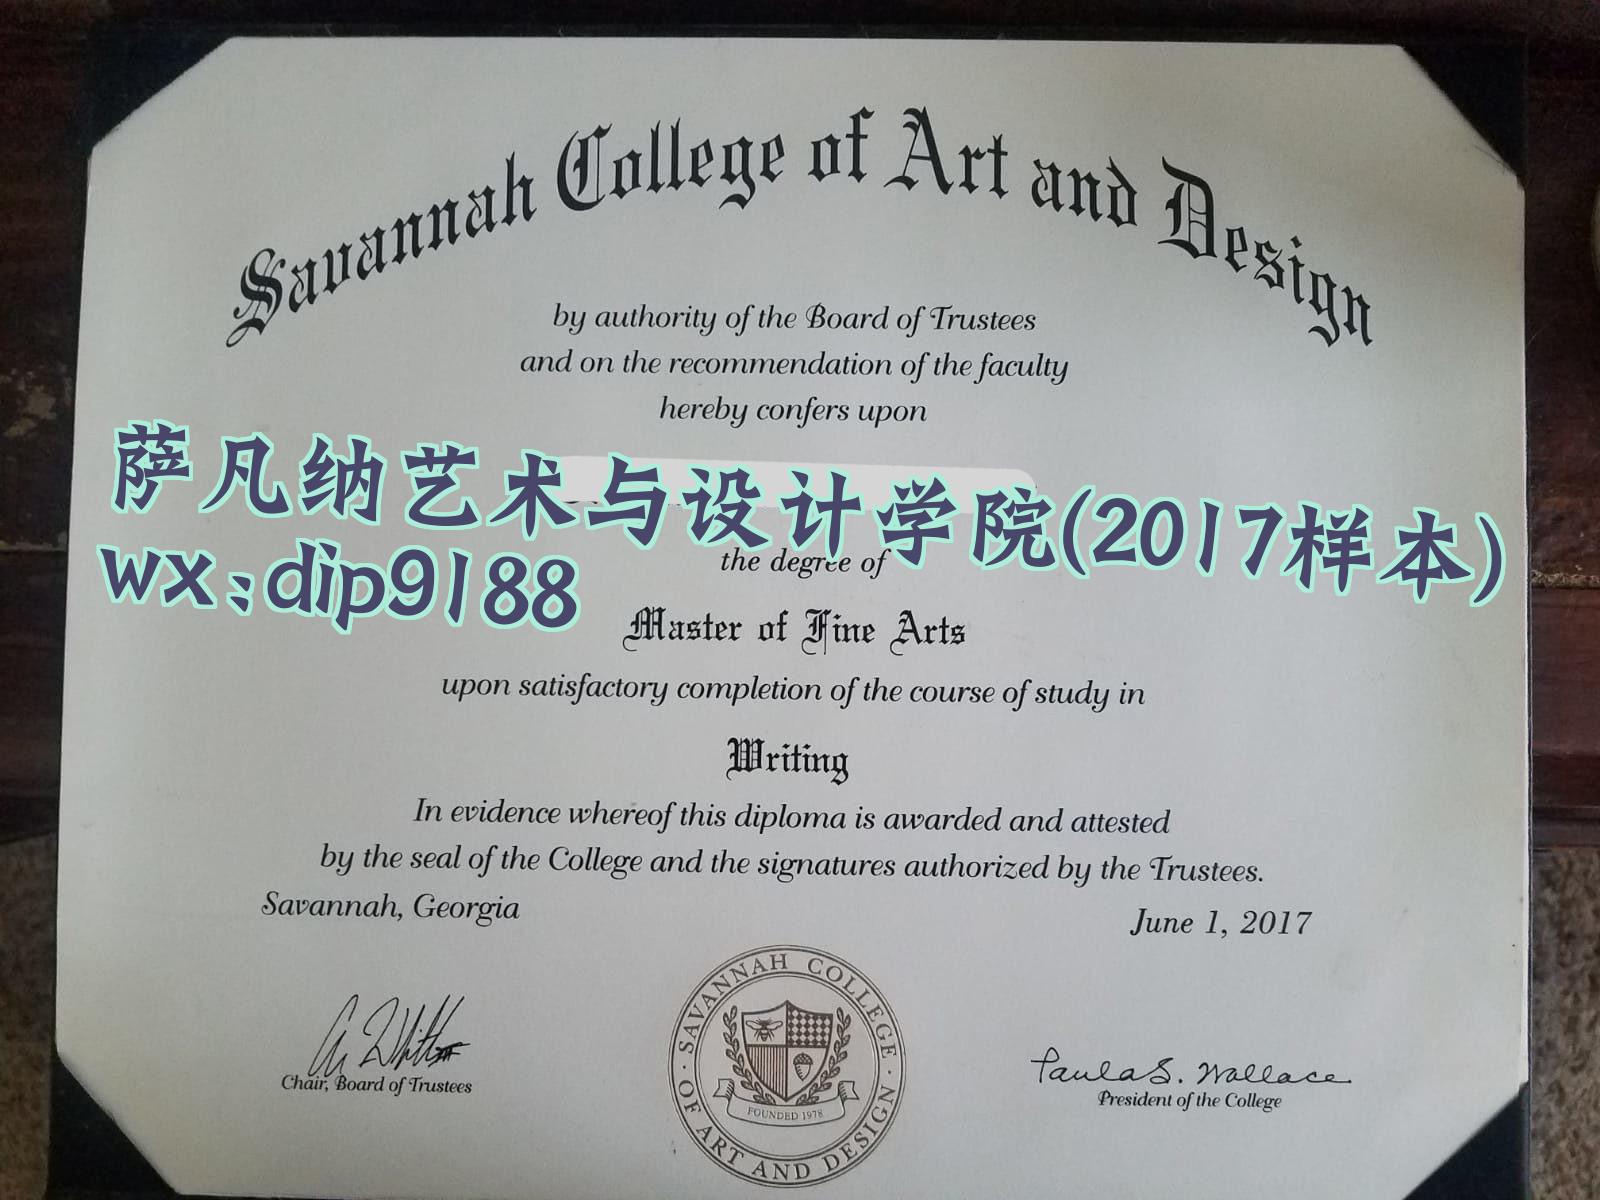 Savannah College of Art and Design
by authority of the Board of Trustees
and on the recommendation of the faculty
hereby confers upon
萨凡纳艺术与设计学院(2017样本)
wx:dip9188
the degree of
Master of Fine Arts
upon satisfactory completion of the course of study in
Writing
In evidence whereof this diploma is awarded and attested
by the seal of the College and the signatures authorized by the Trustees.
Savannah, Georgia
June 1, 2017
SAVANNAH COLLEGE · OF ART AND DESIGN ·
FOUNDED 1978
Chair, Board of Trustees
Paula S. Wallace
President of the College